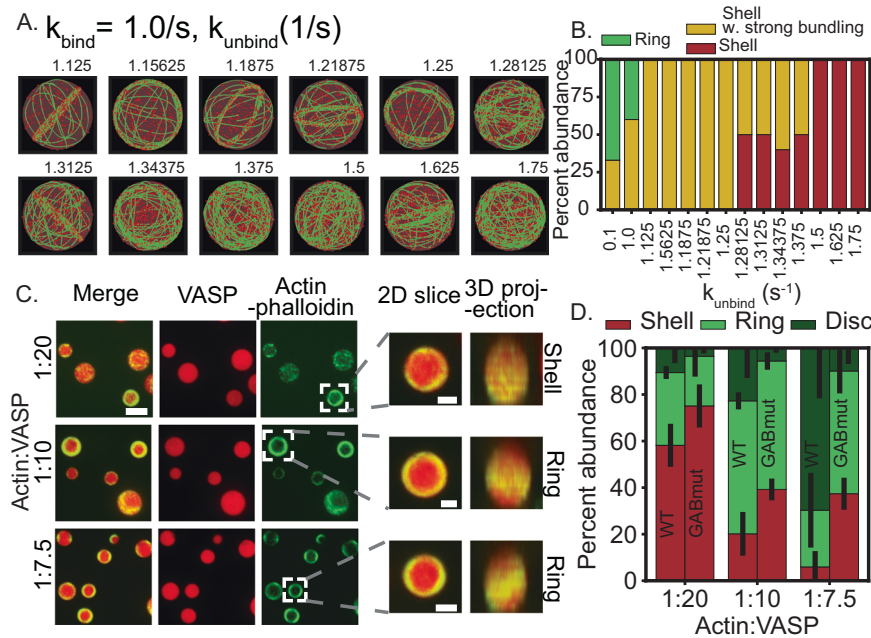 A. k_bind = 1.0/s, k_unbind(1/s)
1.125 1.15625 1.1875 1.21875 1.25 1.28125
1.3125 1.34375 1.375 1.5 1.625 1.75
B. Ring Shell
w. strong bundling
Shell
Percent abundance
100
75
50
25
0
0.1 1.0 1.125 1.5625 1.1875 1.21875 1.25 1.28125 1.3125 1.34375 1.375 1.5 1.625 1.75
k_unbind (s⁻¹)
C. Merge VASP Actin
-phalloidin
2D slice 3D proj-
-ection
Actin:VASP
1:20
Shell
1:10
Ring
1:7.5
Ring
D. Shell Ring Disc
Percent abundance
100
80
60
40
20
0
WT GABmut WT GABmut WT GABmut
1:20 1:10 1:7.5
Actin:VASP